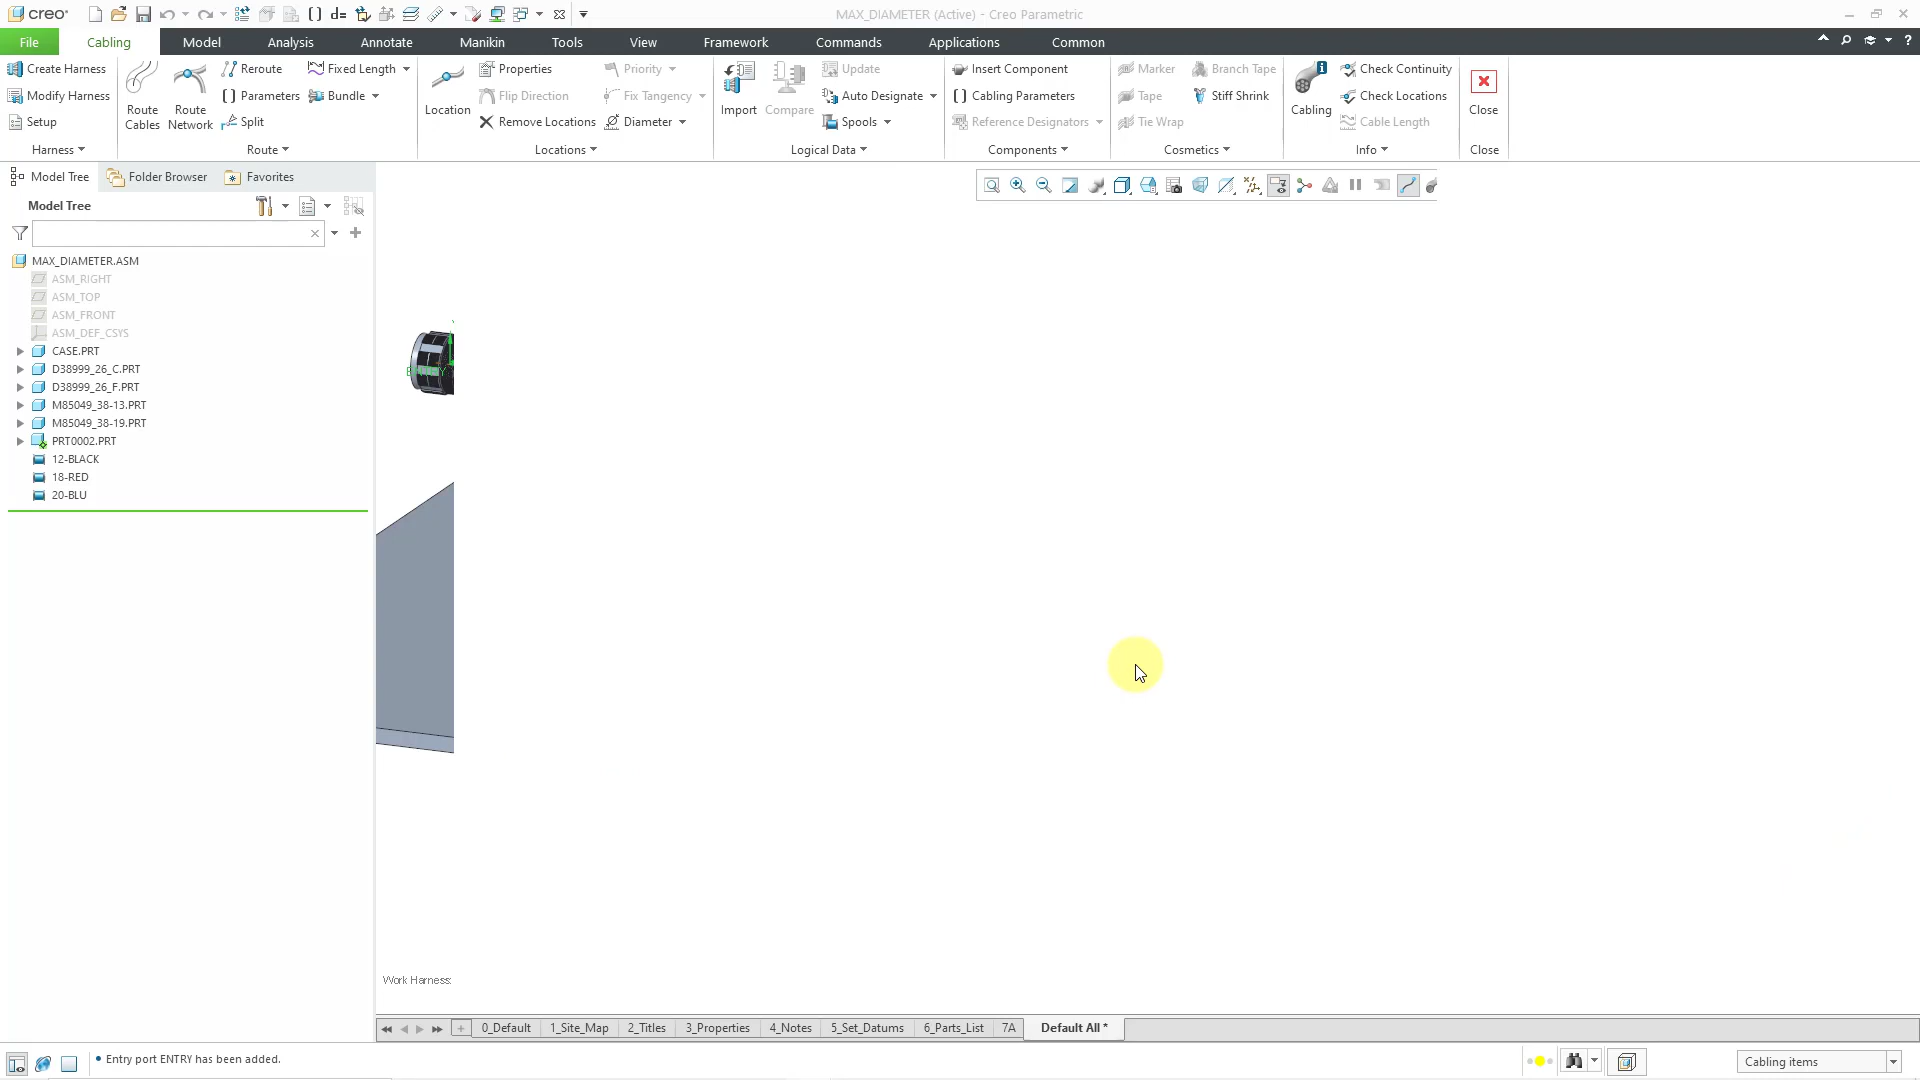 creo
MAX_DIAMETER (Active) - Creo Parametric
File
Cabling
Model
Analysis
Annotate
Manikin
Tools
View
Framework
Commands
Applications
Common
Create Harness
Modify Harness
Setup
Harness
Route Cables
Route Network
Reroute
Parameters
Split
Fixed Length
Bundle
Route
Location
Properties
Flip Direction
Remove Locations
Priority
Fix Tangency
Diameter
Locations
Import
Compare
Update
Auto Designate
Spools
Logical Data
Insert Component
Cabling Parameters
Reference Designators
Components
Marker
Tape
Tie Wrap
Branch Tape
Stiff Shrink
Cosmetics
Cabling
Check Continuity
Check Locations
Cable Length
Info
Close
Close
Model Tree
Folder Browser
Favorites
Model Tree
MAX_DIAMETER.ASM
ASM_RIGHT
ASM_TOP
ASM_FRONT
ASM_DEF_CSYS
CASE.PRT
D38999_26_C.PRT
D38999_26_F.PRT
M85049_38-13.PRT
M85049_38-19.PRT
PRT0002.PRT
12-BLACK
18-RED
20-BLU
Work Harness:
0_Default
1_Site_Map
2_Titles
3_Properties
4_Notes
5_Set_Datums
6_Parts_List
7A
Default All *
• Entry port ENTRY has been added.
Cabling items